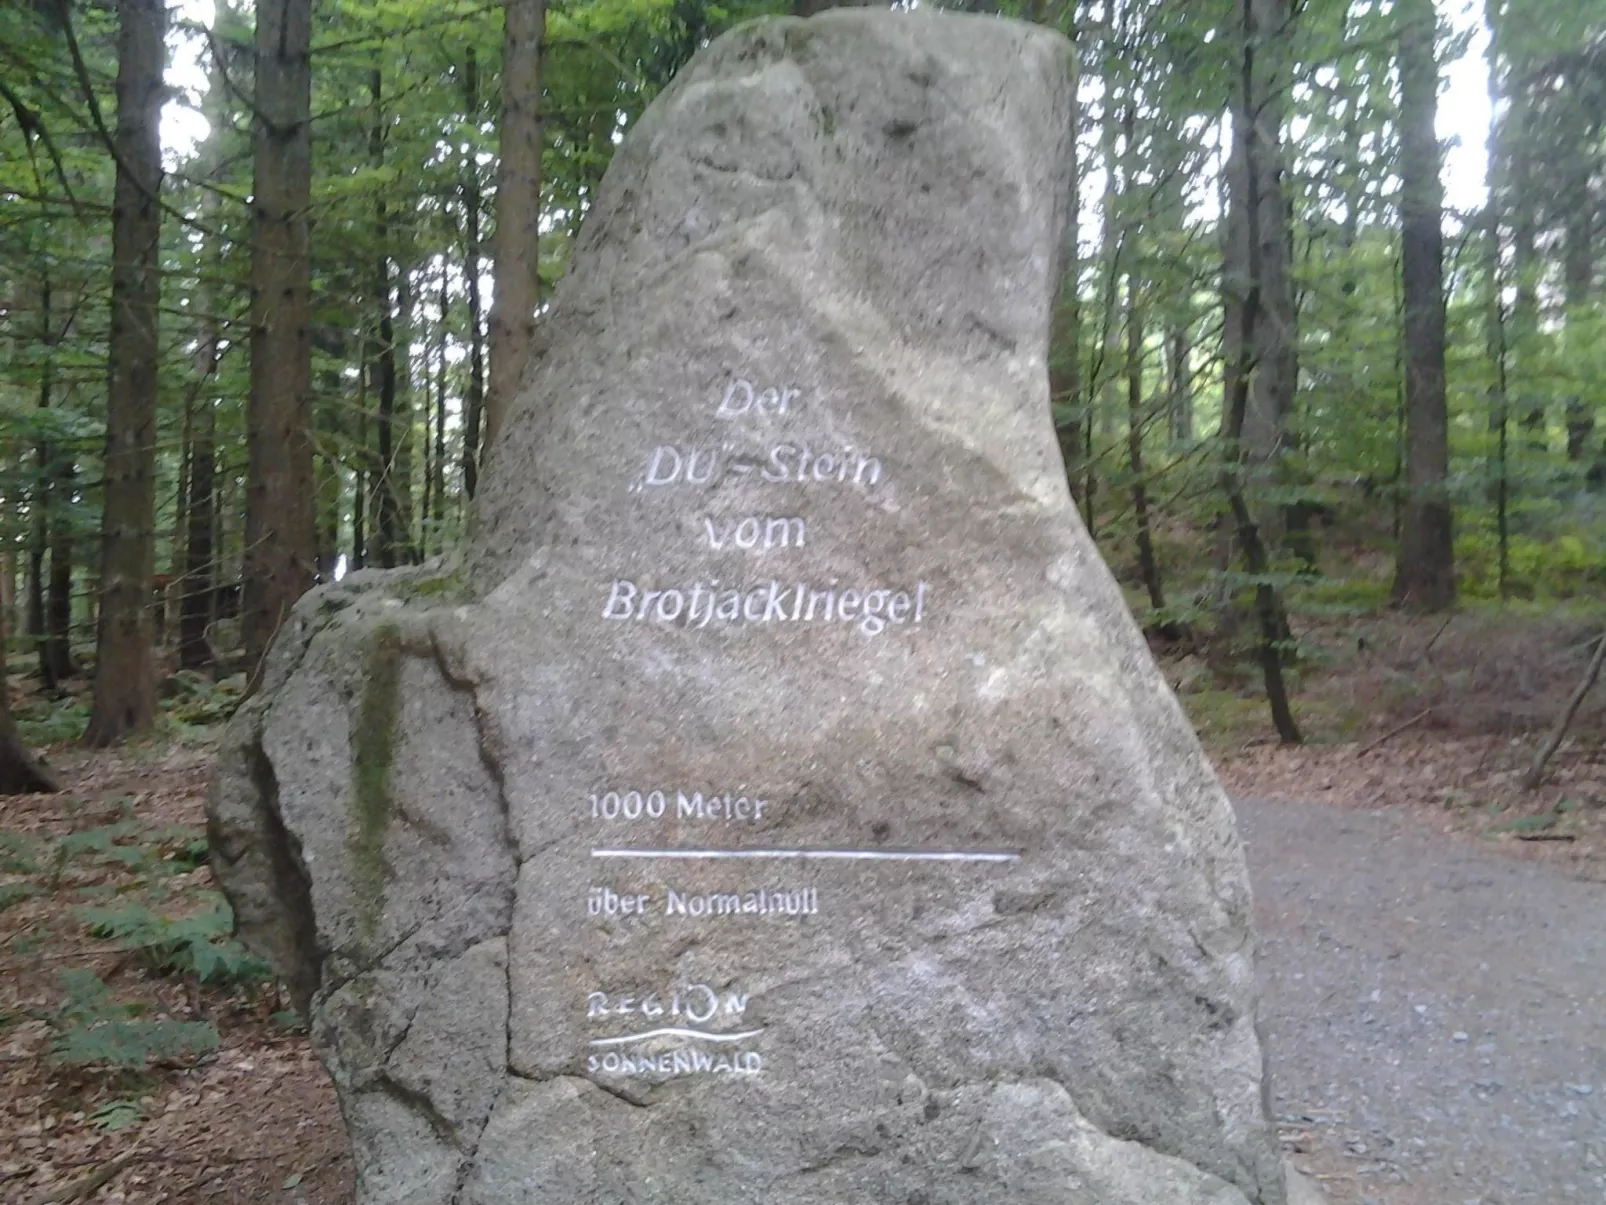 Der
„DU"-Stein
vom
Brotjacklriegel
1000 Meter
über Normalnull
REGION
SONNENWALD